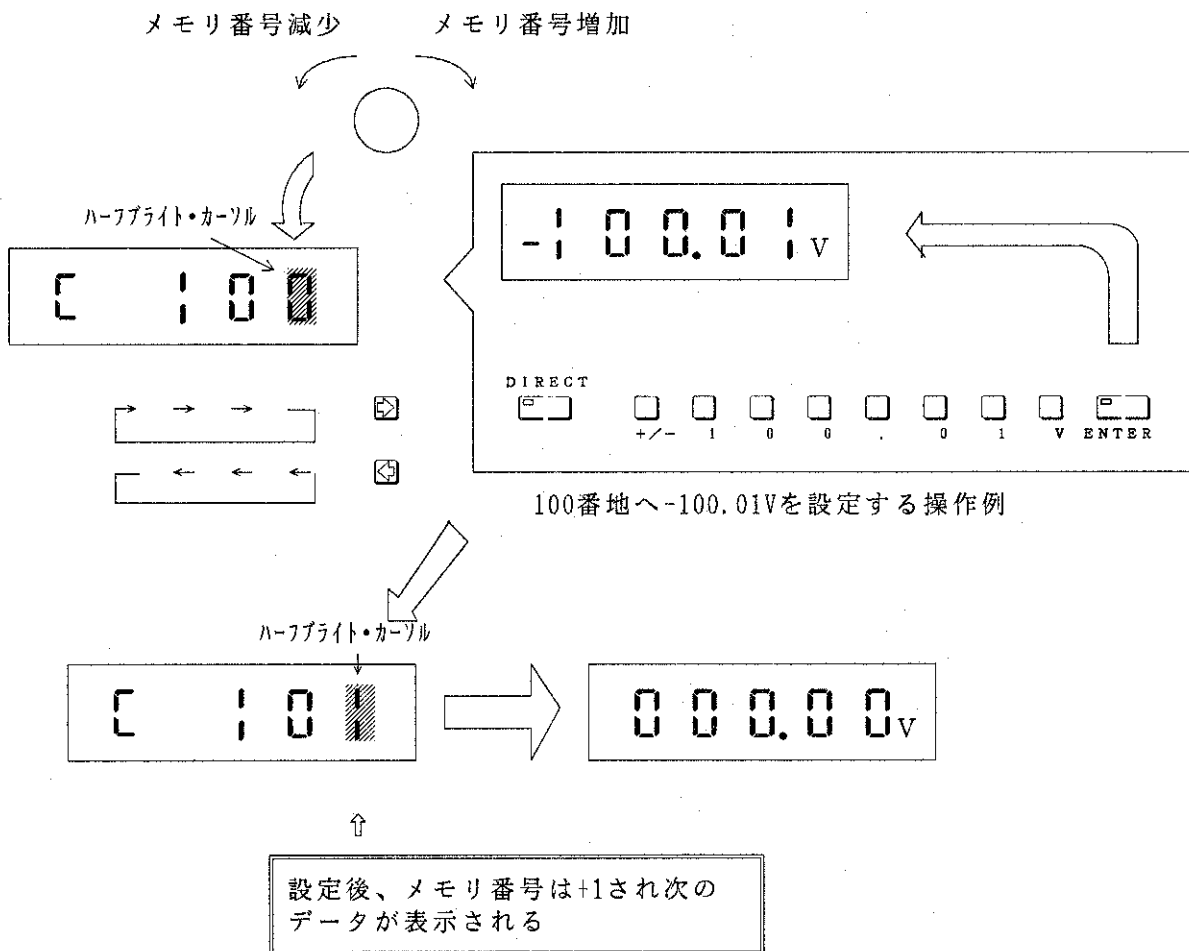 メモリ番号減少 メモリ番号増加
ハーフブライト・カーソル
C 100
-100.01V
DIRECT
+/- 1 0 0 . 0 1 V ENTER
100番地へ-100.01Vを設定する操作例
ハーフブライト・カーソル
C 101
000.00V
設定後、メモリ番号は+1され次の
データが表示される